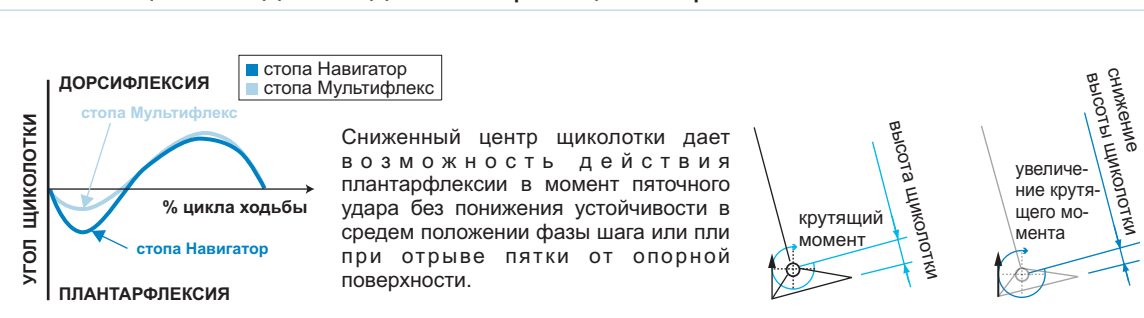 ДОРСИФЛЕКСИЯ
стопа Навигатор
стопа Мультифлекс
стопа Мультифлекс
УГОЛ ЩИКОЛОТКИ
% цикла ходьбы
стопа Навигатор
ПЛАНТАРФЛЕКСИЯ
Сниженный центр щиколотки дает
возможность действия
плантарфлексии в момент пяточного
удара без понижения устойчивости в
средем положении фазы шага или пли
при отрыве пятки от опорной
поверхности.
высота щиколотки
крутящий
момент
снижение
высоты щиколотки
увеличе-
ние крутя-
щего мо-
мента